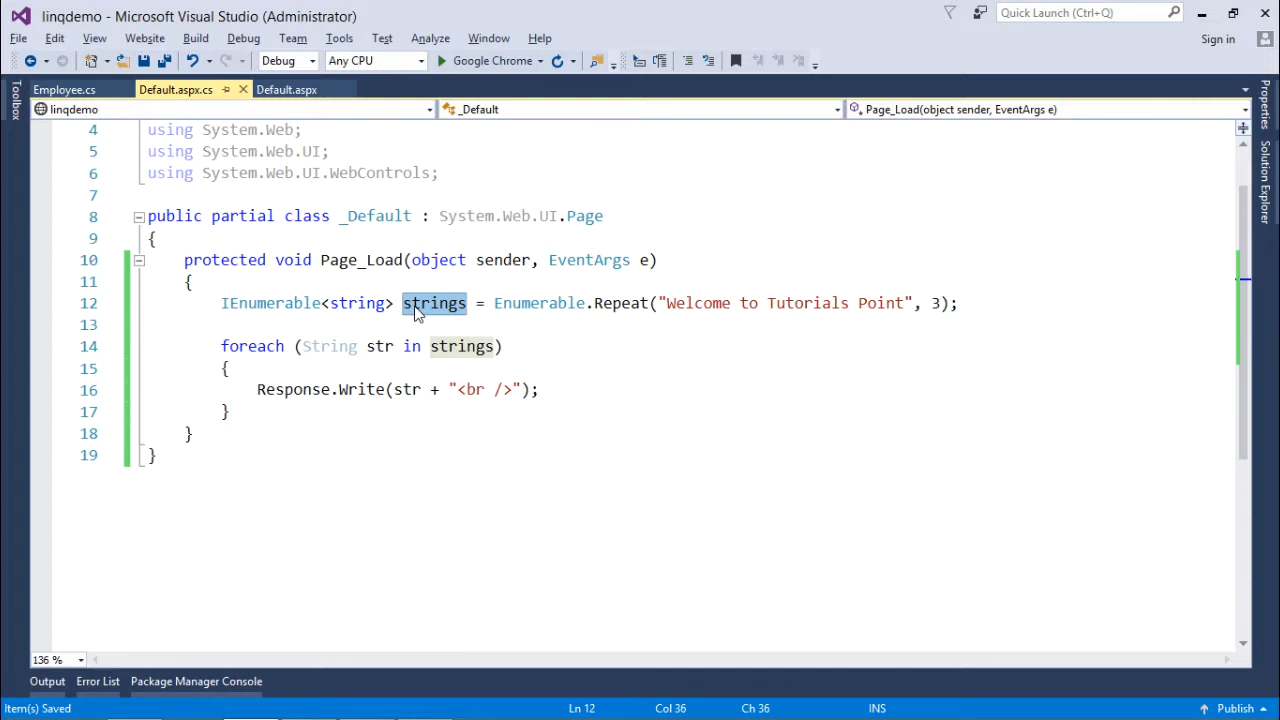 linqdemo - Microsoft Visual Studio (Administrator)
Quick Launch (Ctrl+Q)
File Edit View Website Build Debug Team Tools Test Analyze Window Help
Sign in
Debug Any CPU Google Chrome
Toolbox
Employee.cs Default.aspx.cs Default.aspx
Properties
Solution Explorer
linqdemo _Default Page_Load(object sender, EventArgs e)
4 using System.Web;
5 using System.Web.UI;
6 using System.Web.UI.WebControls;
7
8 public partial class _Default : System.Web.UI.Page
9 {
10 protected void Page_Load(object sender, EventArgs e)
11 {
12 IEnumerable<string> strings = Enumerable.Repeat("Welcome to Tutorials Point", 3);
13
14 foreach (String str in strings)
15 {
16 Response.Write(str + "<br />");
17 }
18 }
19 }
136 %
Output Error List Package Manager Console
Item(s) Saved Ln 12 Col 36 Ch 36 INS Publish